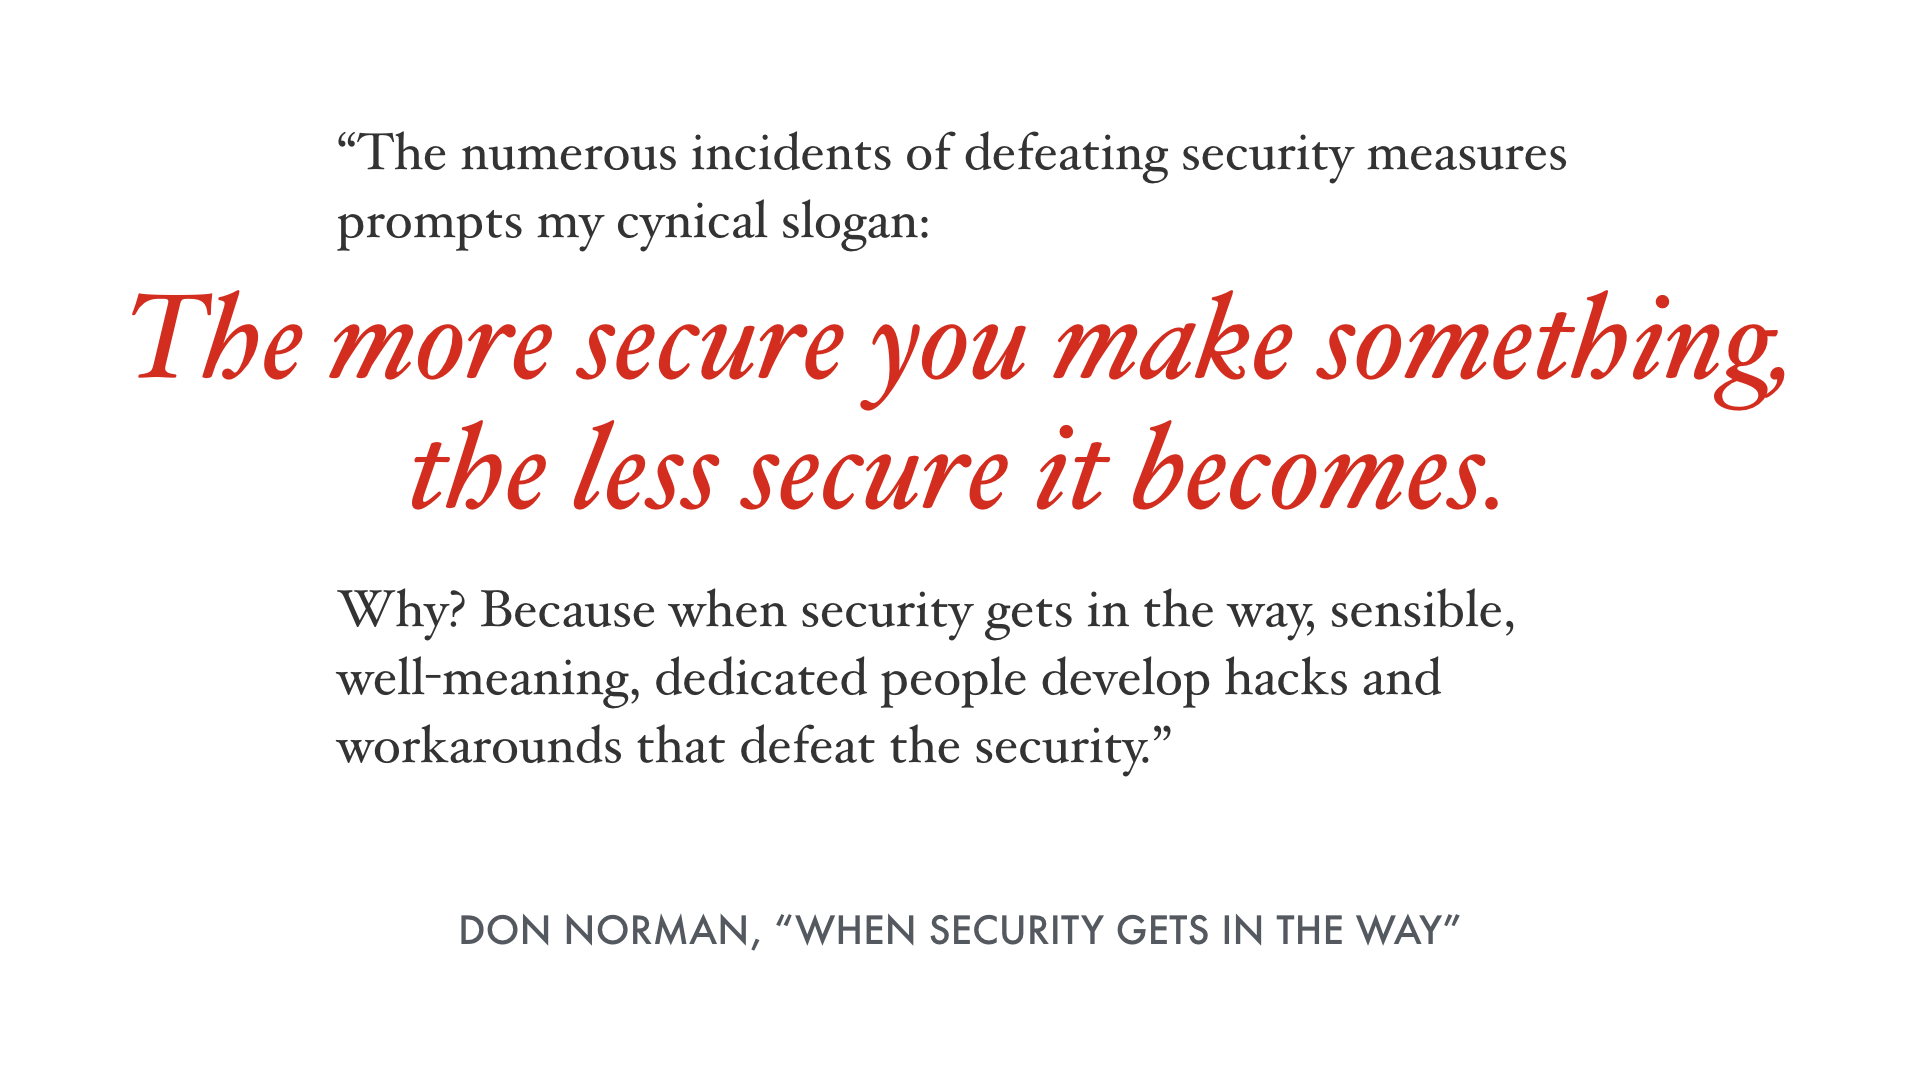 “The numerous incidents of defeating security measures
prompts my cynical slogan:
The more secure you make something,
the less secure it becomes.
Why? Because when security gets in the way, sensible,
well-meaning, dedicated people develop hacks and
workarounds that defeat the security.”
DON NORMAN, “WHEN SECURITY GETS IN THE WAY”